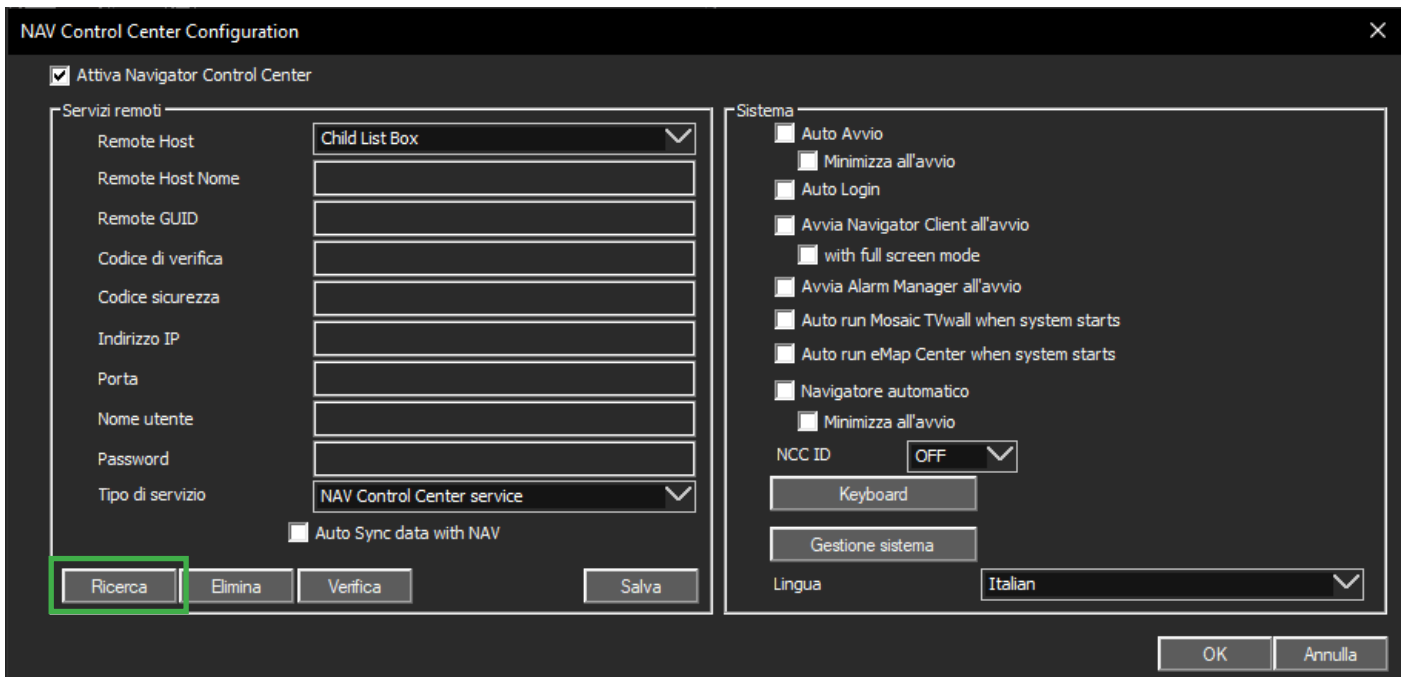 NAV Control Center Configuration
Attiva Navigator Control Center
Servizi remoti
Remote Host
Child List Box
Remote Host Name
Remote GUID
Codice di verifica
Codice sicurezza
Indirizzo IP
Porta
Nome utente
Password
Tipo di servizio
NAV Control Center service
Auto Sync data with NAV
Ricerca
Elimina
Verifica
Salva
Sistema
Auto Avvio
Minimizza all'avvio
Auto Login
Avvia Navigator Client all'avvio
with full screen mode
Avvia Alarm Manager all'avvio
Auto run Mosaic TVwall when system starts
Auto run eMap Center when system starts
Navigatore automatico
Minimizza all'avvio
NCC ID
OFF
Keyboard
Gestione sistema
Lingua
Italian
OK
Annulla